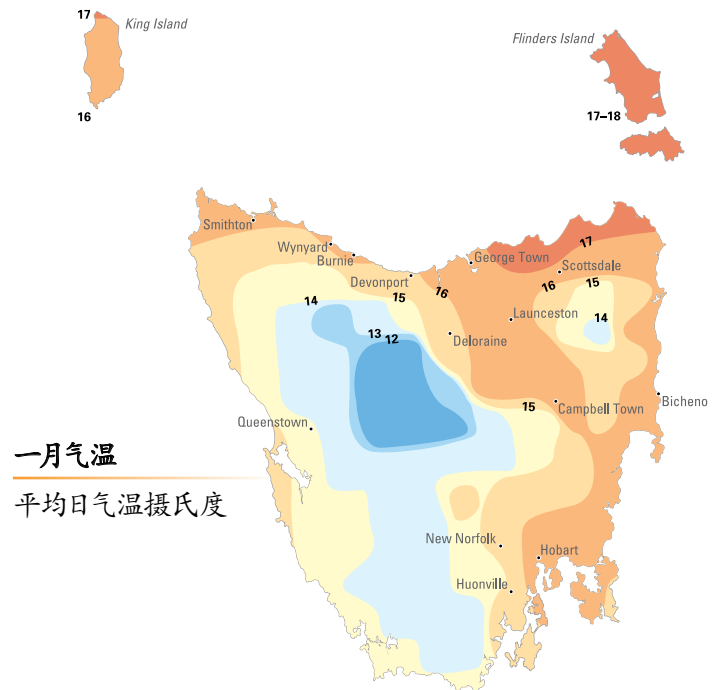 17
King Island
16
Flinders Island
17–18
Smithton
Wynyard
Burnie
Devonport
George Town
17
Scottsdale
16
15
14
Launceston
16
15
14
13
12
Deloraine
15
Campbell Town
Bicheno
Queenstown
一月气温
平均日气温摄氏度
New Norfolk
Hobart
Huonville